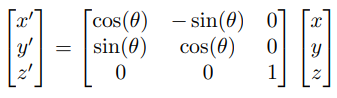 [x′] = [cos(θ) − sin(θ) 0] [x]
[y′] = [sin(θ) cos(θ) 0] [y]
[z′] = [0 0 1] [z]